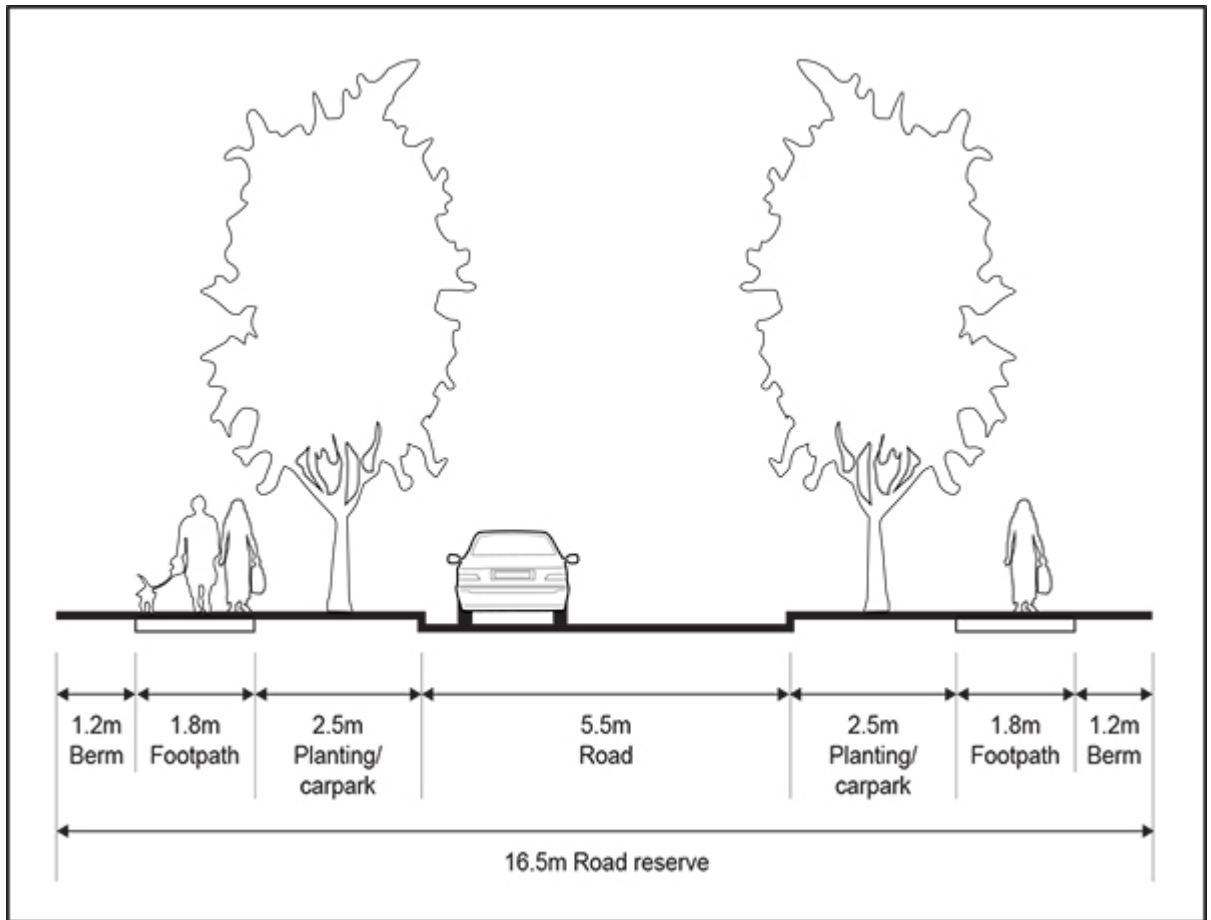 1.2m
Berm
1.8m
Footpath
2.5m
Planting/
carpark
5.5m
Road
2.5m
Planting/
carpark
1.8m
Footpath
1.2m
Berm
16.5m Road reserve